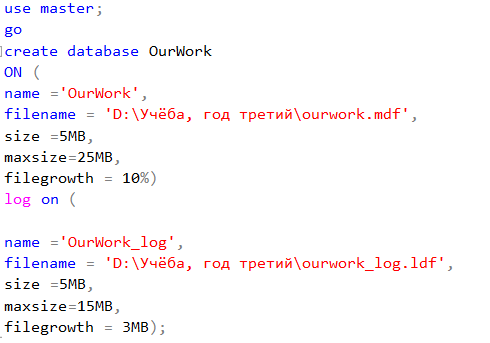 use master;
go
create database OurWork
ON (
name ='OurWork',
filename = 'D:\Учёба, год третий\ourwork.mdf',
size =5MB,
maxsize=25MB,
filegrowth = 10%)
log on (
name ='OurWork_log',
filename = 'D:\Учёба, год третий\ourwork_log.ldf',
size =5MB,
maxsize=15MB,
filegrowth = 3MB);